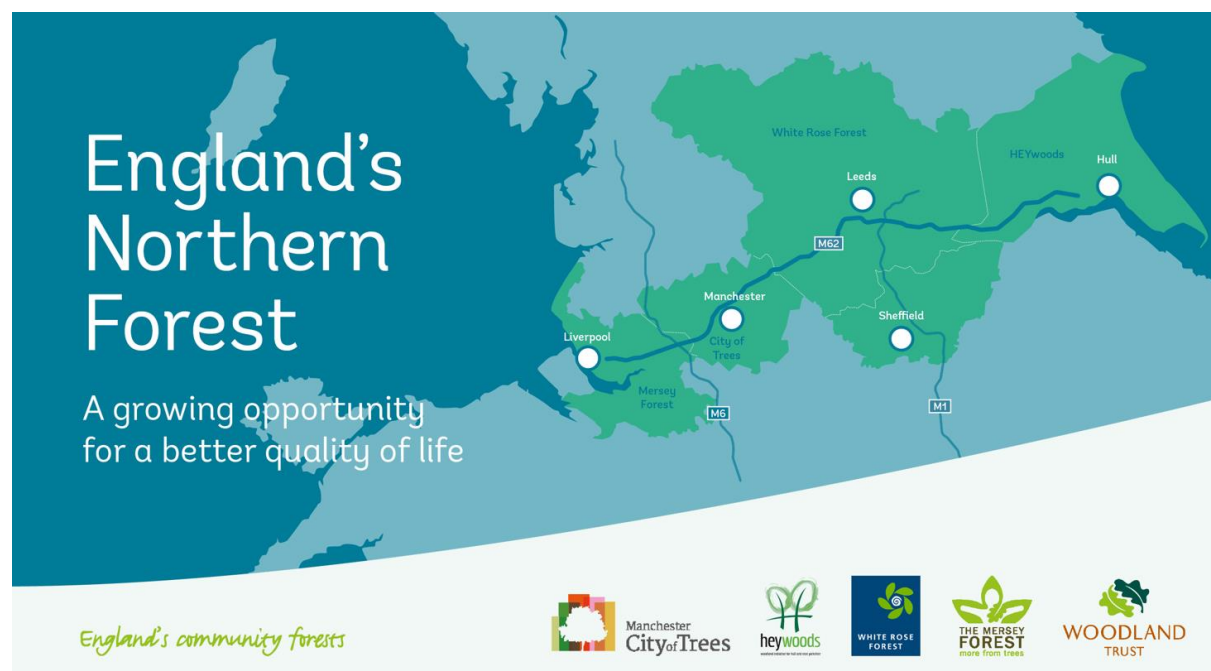 England's
Northern
Forest
A growing opportunity
for a better quality of life
White Rose Forest
HEYwoods
Hull
Leeds
M62
Manchester
City of
Trees
Sheffield
Liverpool
Mersey
Forest
M6
M1
England's community forests
Manchester
City of Trees
heywoods
WHITE ROSE
FOREST
THE MERSEY
FOREST
more from trees
WOODLAND
TRUST